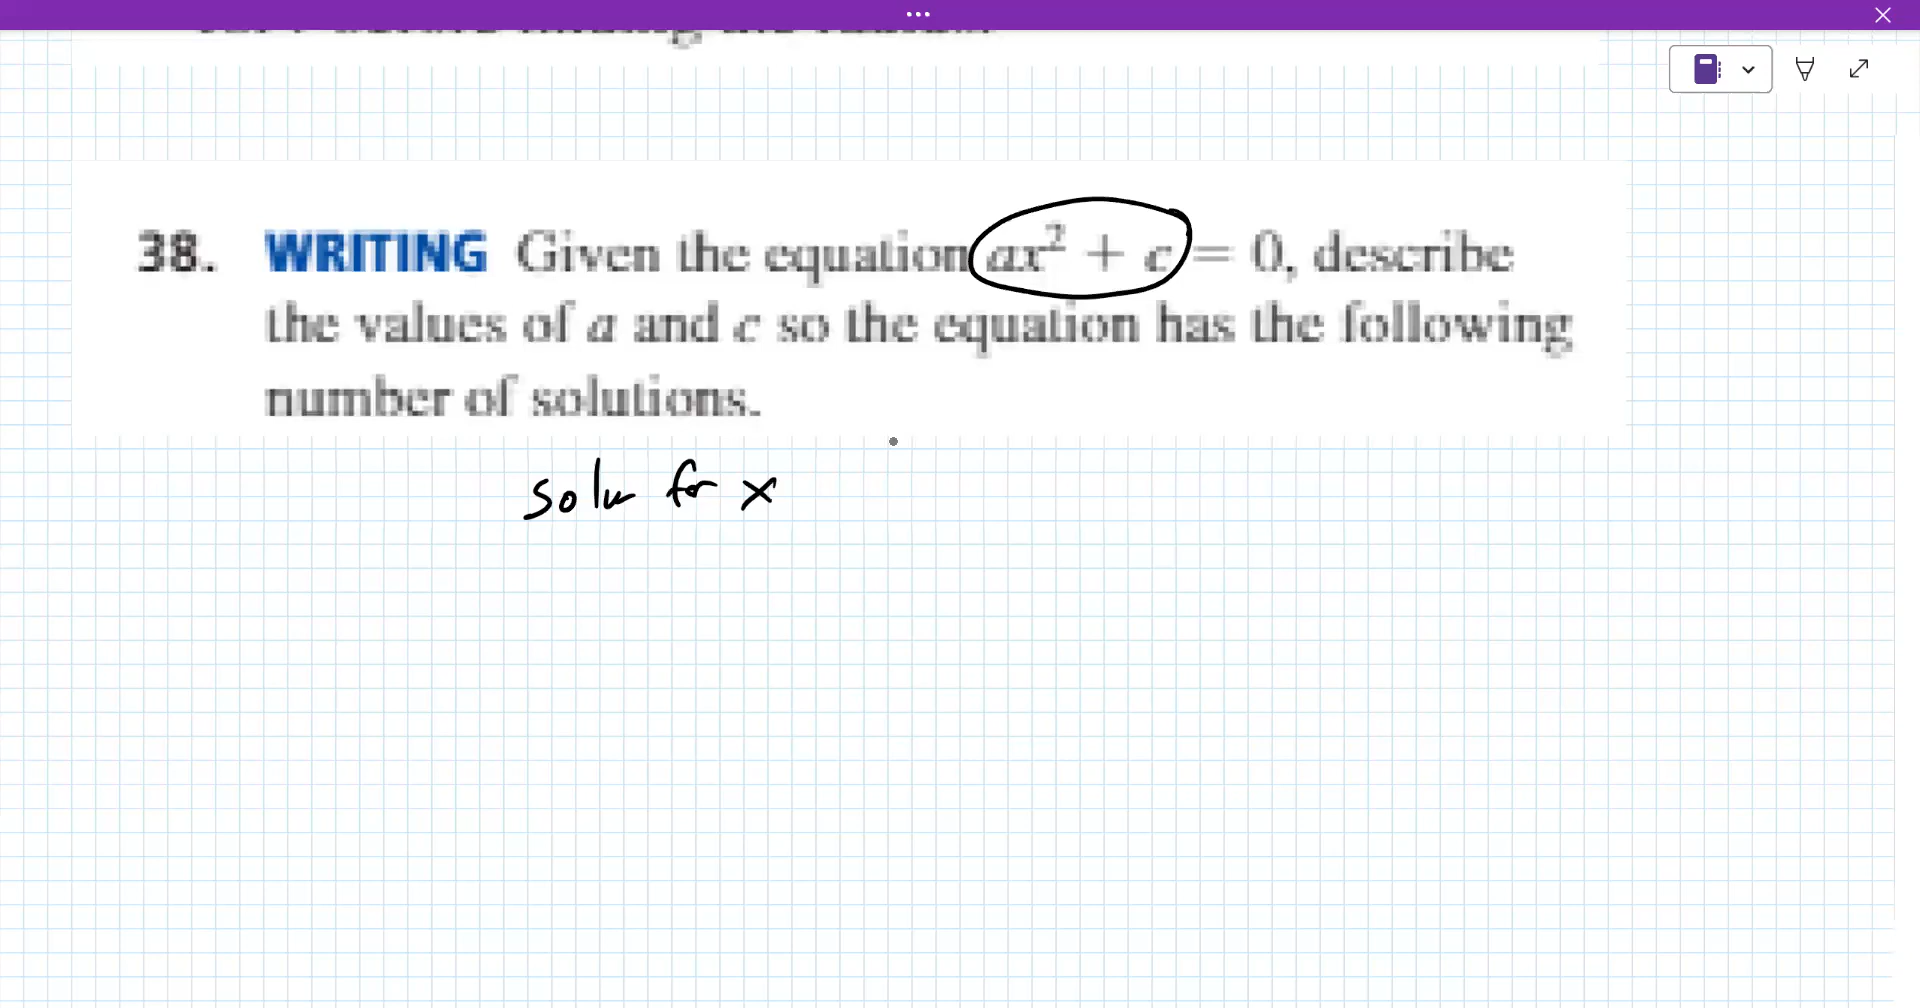 38. WRITING Given the equation ax² + c = 0, describe
the values of a and c so the equation has the following
number of solutions.
solve for x